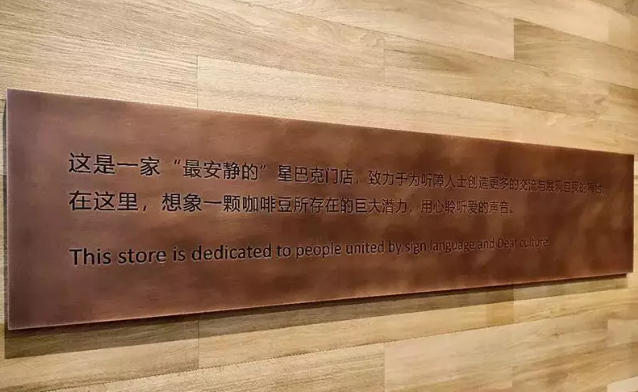 这是一家“最安静的”星巴克门店，致力于为听障人士创造更多的交流与展现自我的
在这里，想象一颗咖啡豆所存在的巨大潜力，用心聆听爱的声音。
This store is dedicated to people united by sign language and Deaf culture